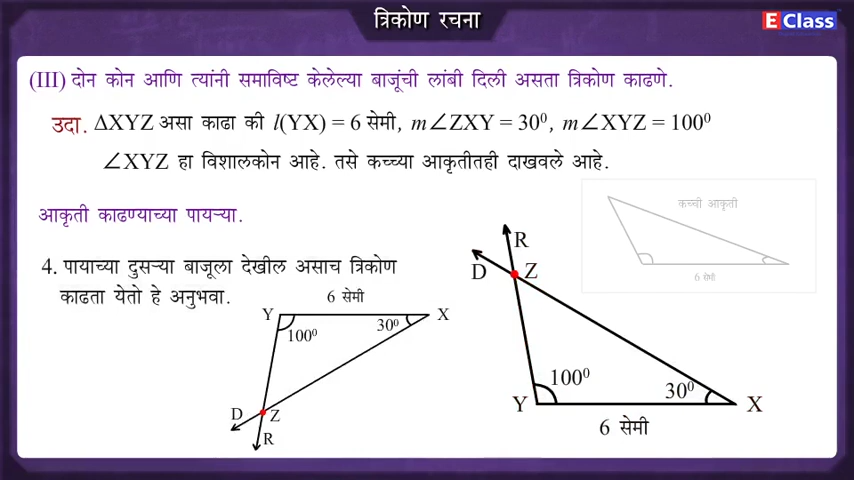 त्रिकोण रचना
E Class
(III) दोन कोन आणि त्यांनी समाविष्ट केलेल्या बाजूंची लांबी दिली असता त्रिकोण काढणे.
उदा. ΔXYZ असा काढा की l(YX) = 6 सेमी, m∠ZXY = 30⁰, m∠XYZ = 100⁰
∠XYZ हा विशालकोन आहे. तसे कच्च्या आकृतीतही दाखवले आहे.
आकृती काढण्याच्या पायऱ्या.
कच्ची आकृती
6 सेमी
4. पायाच्या दुसऱ्या बाजूला देखील असाच त्रिकोण
काढता येतो हे अनुभवा.
6 सेमी
Y
X
100⁰
30⁰
D
Z
R
R
D
Z
100⁰
30⁰
Y
X
6 सेमी